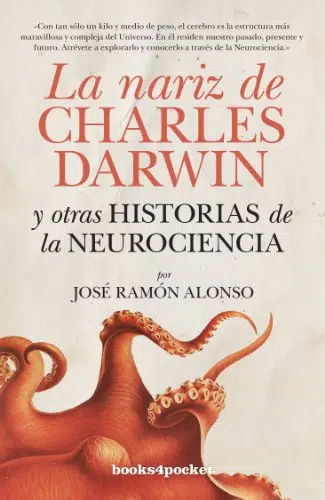 «Con tan sólo un kilo y medio de peso, el cerebro es la estructura más
maravillosa y compleja del Universo. En él residen nuestro pasado, presente y
futuro. Atrévete a explorarlo y conocerlo a través de la Neurociencia.»
La nariz de
CHARLES
DARWIN
y otras HISTORIAS de
la NEUROCIENCIA
por
JOSÉ RAMÓN ALONSO
books4pocket